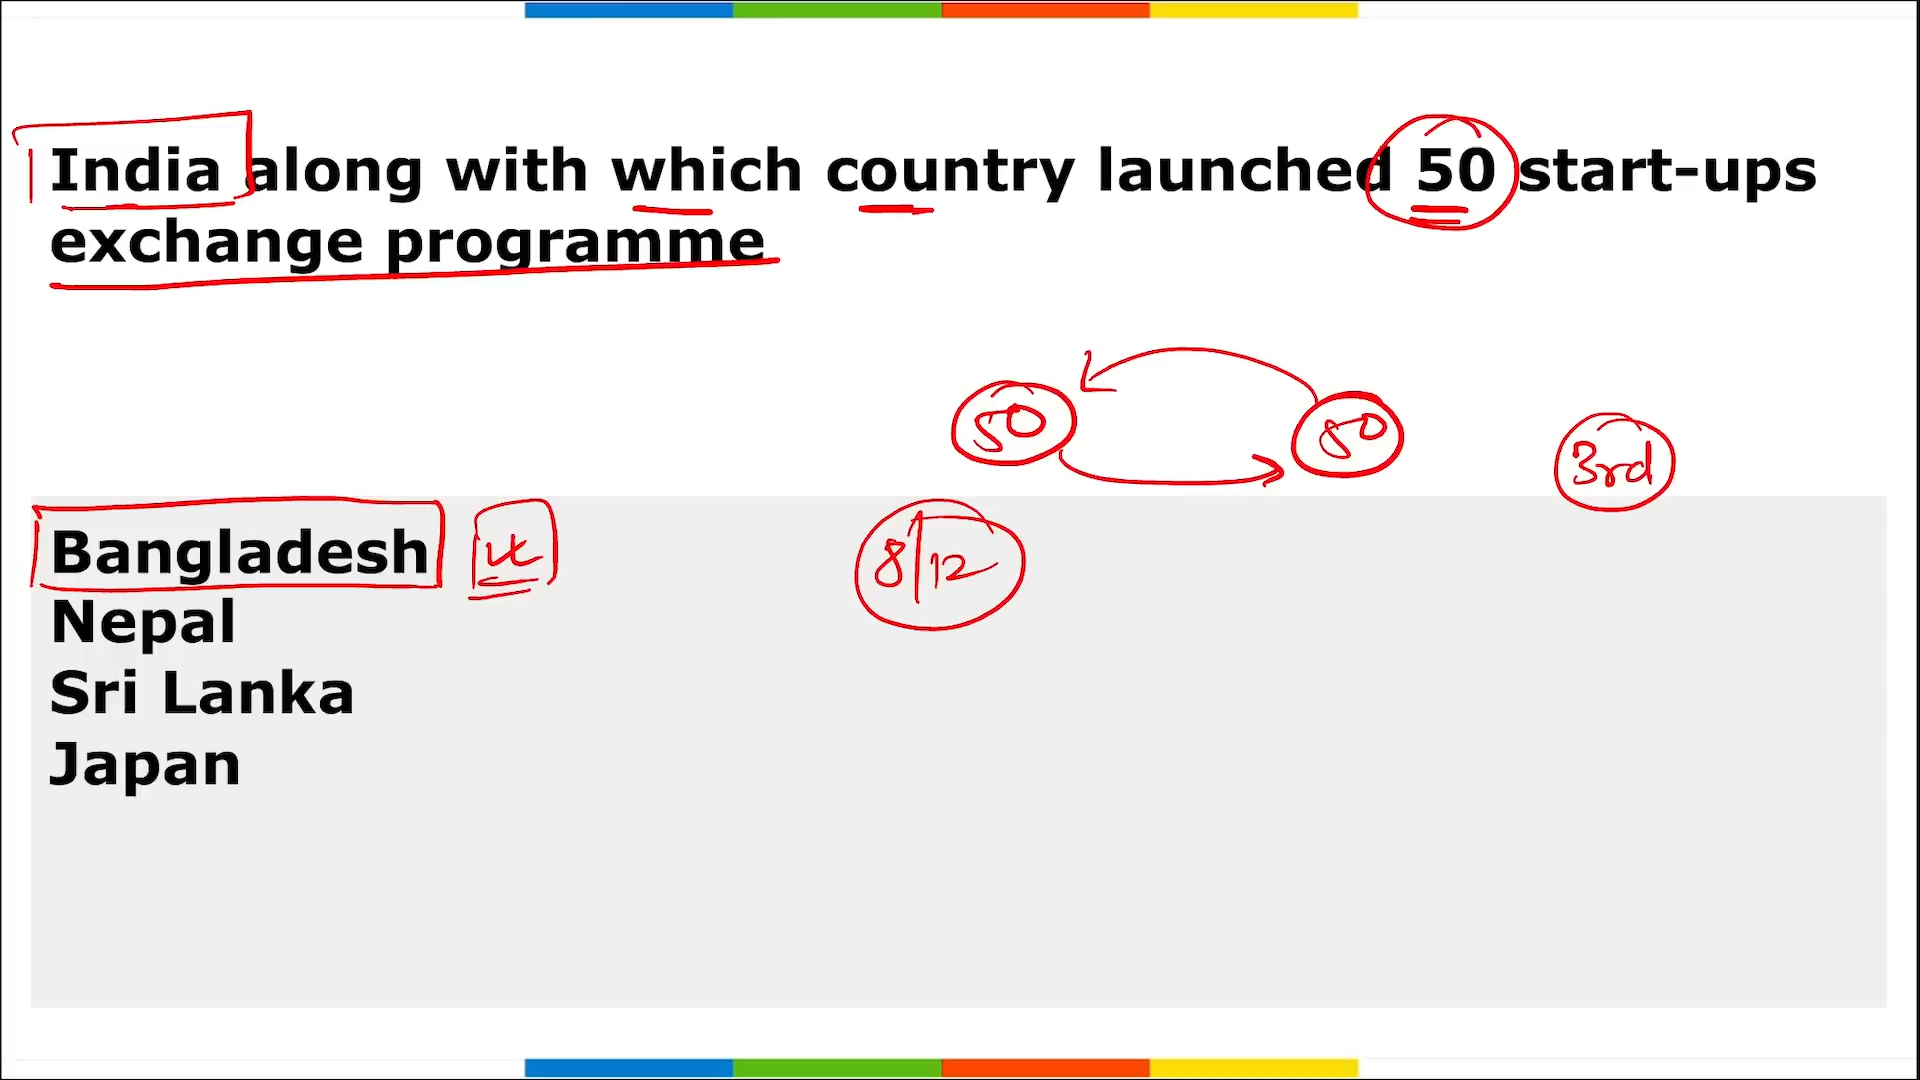 India along with which country launched 50 start-ups
exchange programme
50
50
3rd
Bangladesh
8/12
Nepal
Sri Lanka
Japan